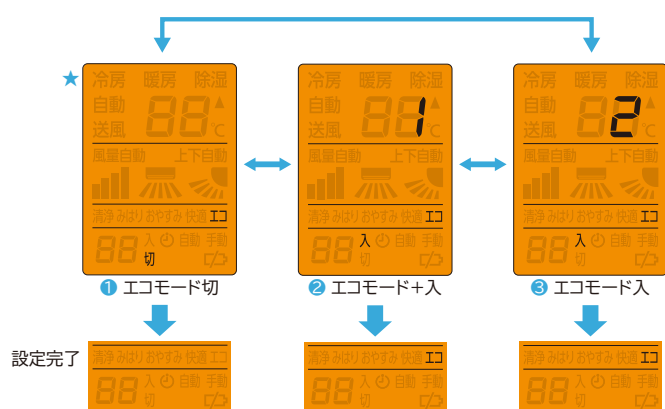 ★
冷房 暖房 除湿
自動 88▲
送風 ℃
風量自動 上下自動
清浄 みはり おやすみ 快適 エコ
88 入 自動 手動
切
❶ エコモード切
冷房 暖房 除湿
自動 1▲
送風 ℃
風量自動 上下自動
清浄 みはり おやすみ 快適 エコ
88 入 自動 手動
切
❷ エコモード+入
冷房 暖房 除湿
自動 2▲
送風 ℃
風量自動 上下自動
清浄 みはり おやすみ 快適 エコ
88 入 自動 手動
切
❸ エコモード入
設定完了
清浄 みはり おやすみ 快適 エコ
88 入 自動 手動
切
清浄 みはり おやすみ 快適 エコ
88 入 自動 手動
切
清浄 みはり おやすみ 快適 エコ
88 入 自動 手動
切